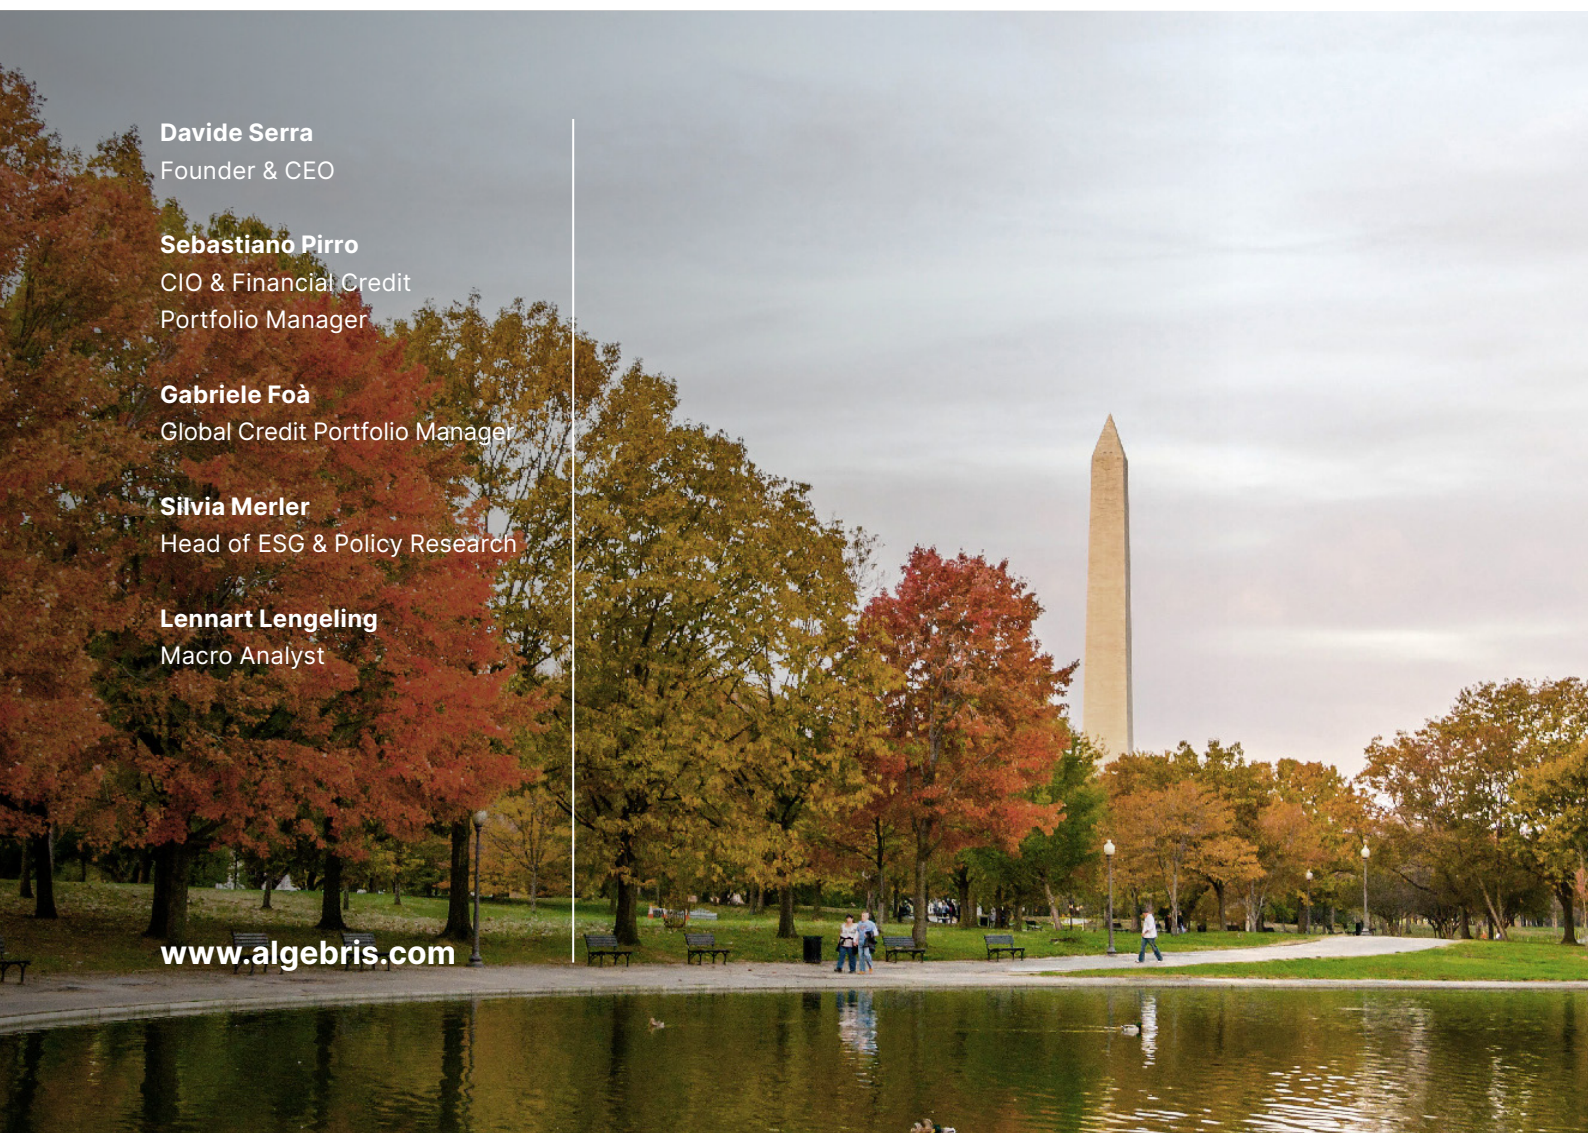 Davide Serra
Founder & CEO
Sebastiano Pirro
CIO & Financial Credit
Portfolio Manager
Gabriele Foà
Global Credit Portfolio Manager
Silvia Merler
Head of ESG & Policy Research
Lennart Lengeling
Macro Analyst
www.algebris.com